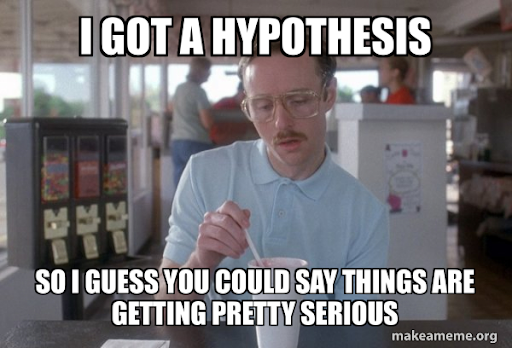 I GOT A HYPOTHESIS
SO I GUESS YOU COULD SAY THINGS ARE
GETTING PRETTY SERIOUS
makeameme.org